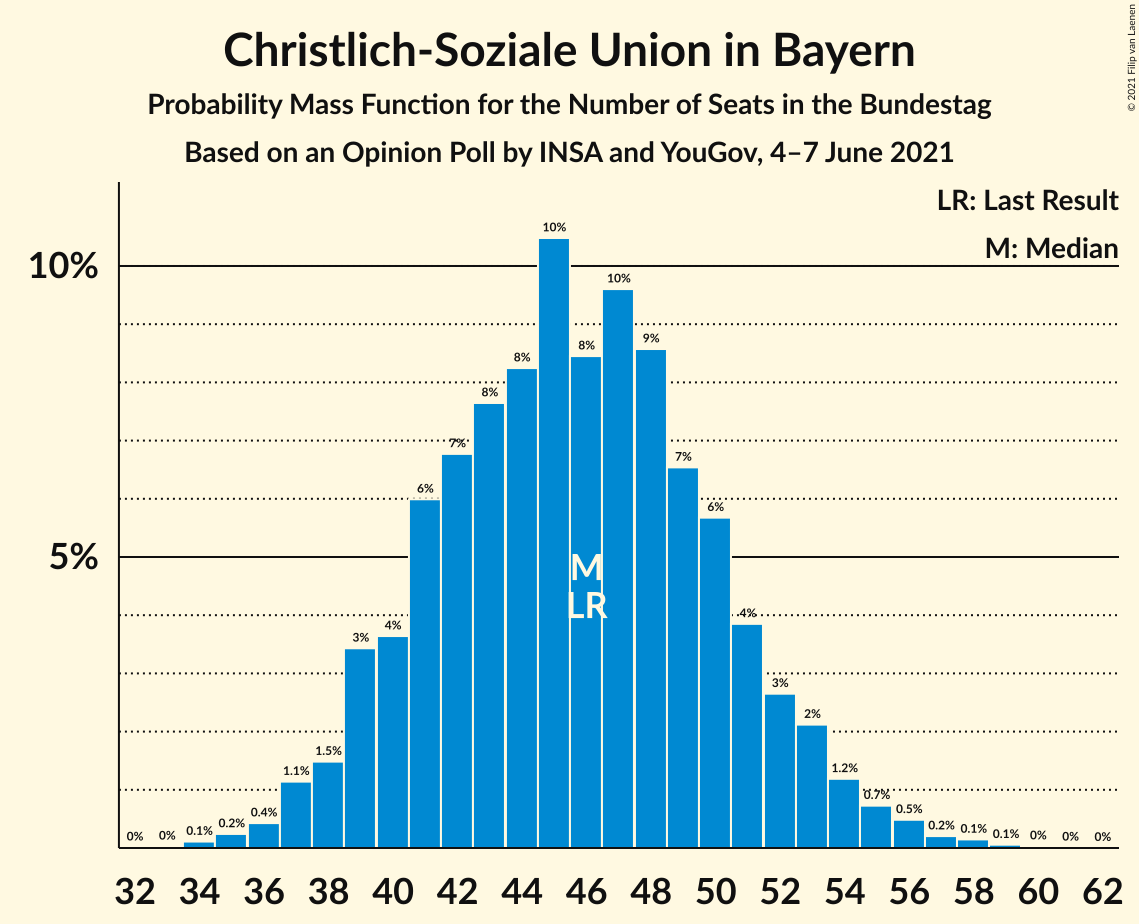 Christlich-Soziale Union in Bayern
Probability Mass Function for the Number of Seats in the Bundestag
Based on an Opinion Poll by INSA and YouGov, 4–7 June 2021
© 2021 Filip van Laenen
LR: Last Result
M: Median
10%
5%
0% 0% 0.1% 0.2% 0.4% 1.1% 1.5% 3% 4% 6% 7% 8% 8% 10% 8% 10% 9% 7% 6% 4% 3% 2% 1.2% 0.7% 0.5% 0.2% 0.1% 0.1% 0% 0% 0%
M
LR
32 34 36 38 40 42 44 46 48 50 52 54 56 58 60 62